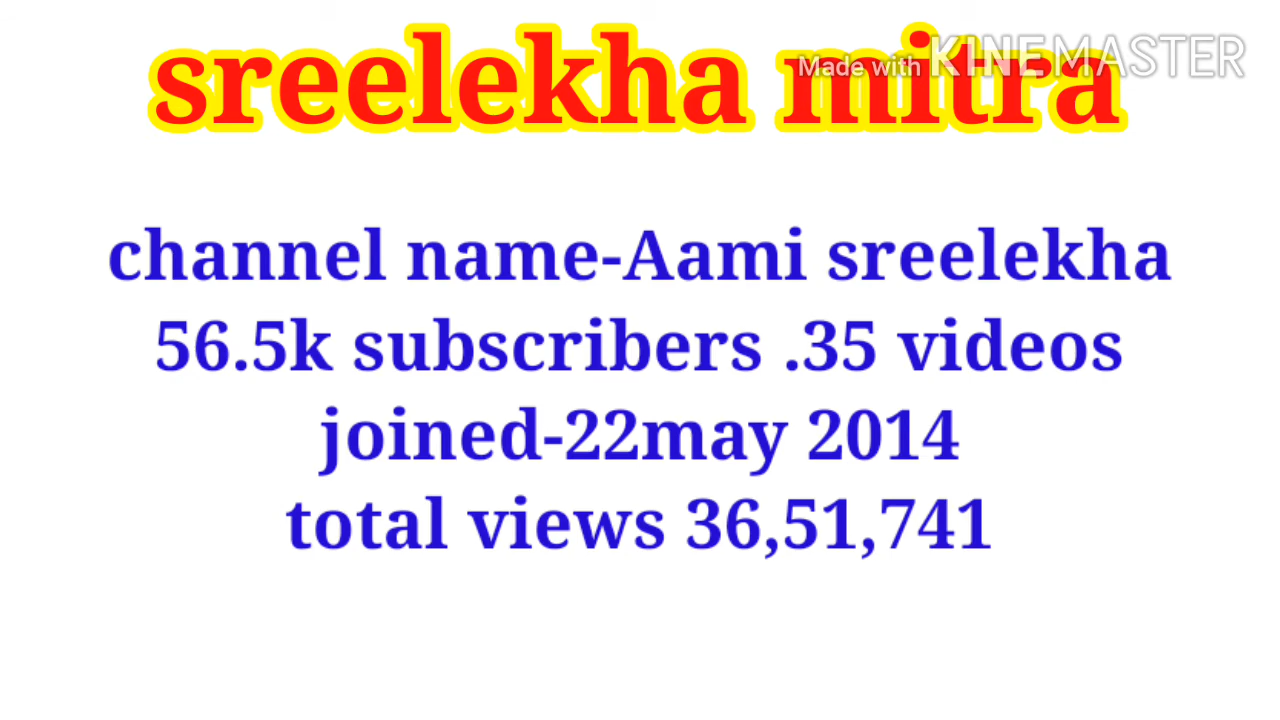 sreelekha mitra
Made with KINEMASTER
channel name-Aami sreelekha
56.5k subscribers .35 videos
joined-22may 2014
total views 36,51,741